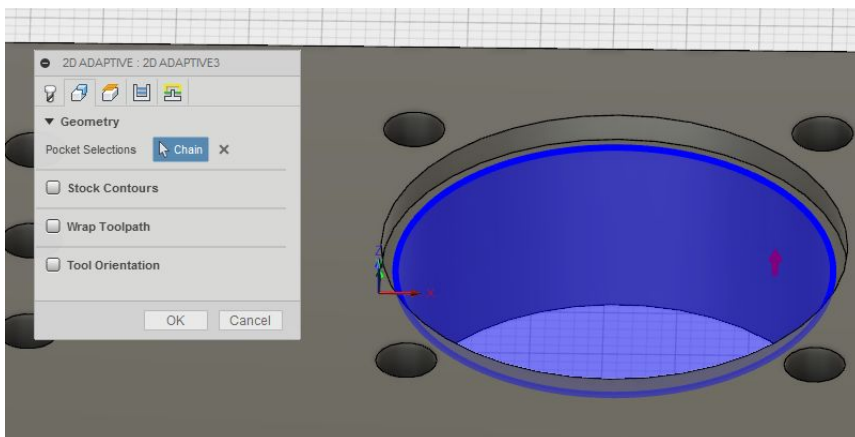 2D ADAPTIVE : 2D ADAPTIVE3
Geometry
Pocket Selections Chain
Stock Contours
Wrap Toolpath
Tool Orientation
OK Cancel
Z
X